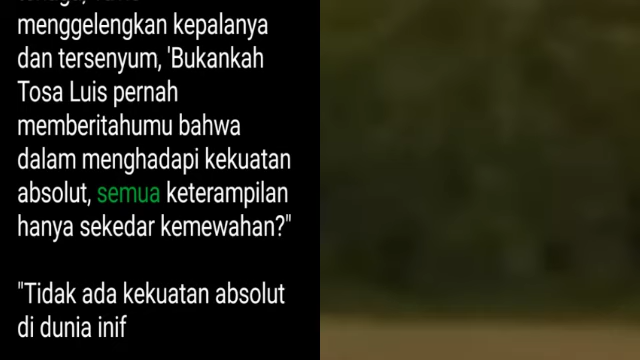 menggelengkan kepalanya
dan tersenyum, 'Bukankah
Tosa Luis pernah
memberitahumu bahwa
dalam menghadapi kekuatan
absolut, semua keterampilan
hanya sekedar kemewahan?"
"Tidak ada kekuatan absolut
di dunia inif